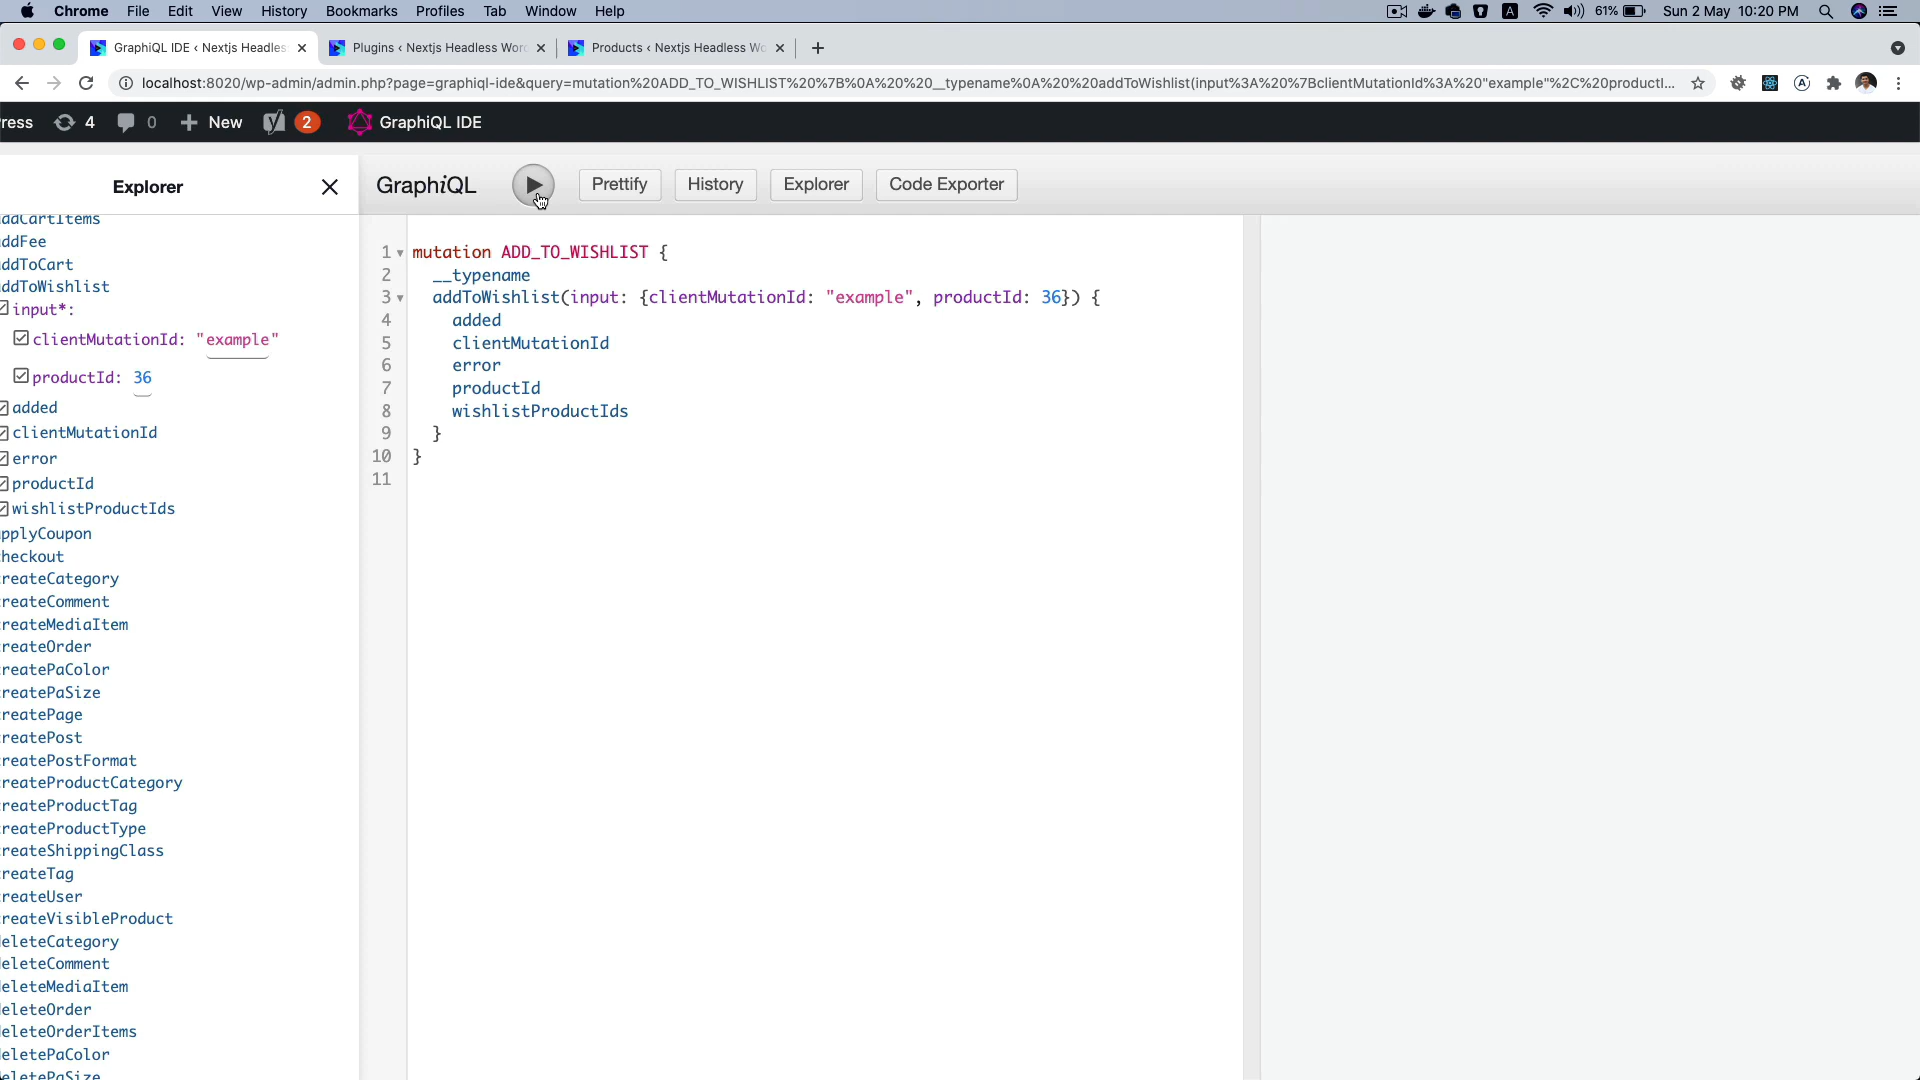 Chrome File Edit View History Bookmarks Profiles Tab Window Help A 61% Sun 2 May 10:20 PM
GraphiQL IDE ‹ Nextjs Headles Plugins ‹ Nextjs Headless Wor Products ‹ Nextjs Headless Wo
localhost:8020/wp-admin/admin.php?page=graphiql-ide&query=mutation%20ADD_TO_WISHLIST%20%7B%0A%20%20__typename%0A%20%20addToWishlist(input%3A%20%7BclientMutationId%3A%20"example"%2C%20productI...
ress 4 0 New 2 GraphiQL IDE
Explorer
GraphiQL Prettify History Explorer Code Exporter
addCartItems
ddFee
ddToCart
ddToWishlist
input*:
clientMutationId: "example"
productId: 36
added
clientMutationId
error
productId
wishlistProductIds
pplyCoupon
heckout
reateCategory
reateComment
reateMediaItem
reateOrder
reatePaColor
reatePaSize
reatePage
reatePost
reatePostFormat
reateProductCategory
reateProductTag
reateProductType
reateShippingClass
reateTag
reateUser
reateVisibleProduct
eleteCategory
eleteComment
eleteMediaItem
eleteOrder
eleteOrderItems
eletePaColor
eletePaSize
1 mutation ADD_TO_WISHLIST {
2 __typename
3 addToWishlist(input: {clientMutationId: "example", productId: 36}) {
4 added
5 clientMutationId
6 error
7 productId
8 wishlistProductIds
9 }
10 }
11